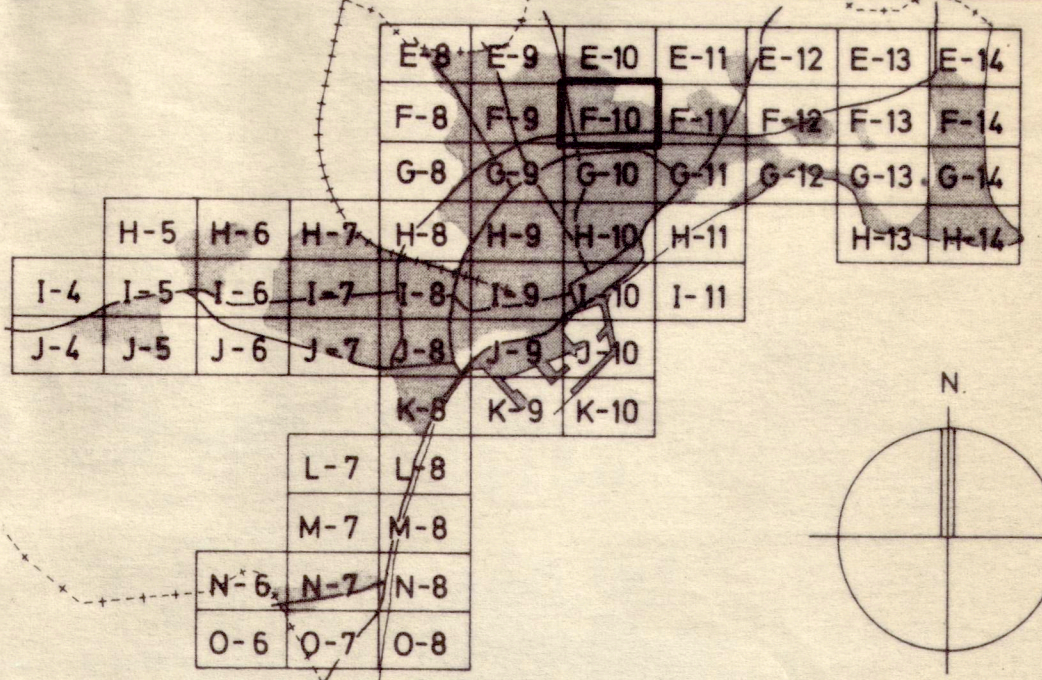 E-8 E-9 E-10 E-11 E-12 E-13 E-14
F-8 F-9 F-10 F-11 F-12 F-13 F-14
G-8 G-9 G-10 G-11 G-12 G-13 G-14
H-5 H-6 H-7 H-8 H-9 H-10 H-11 H-13 H-14
I-4 I-5 I-6 I-7 I-8 I-9 I-10 I-11
J-4 J-5 J-6 J-7 J-8 J-9 J-10
N.
K-8 K-9 K-10
L-7 L-8
M-7 M-8
N-6 N-7 N-8
O-6 O-7 O-8